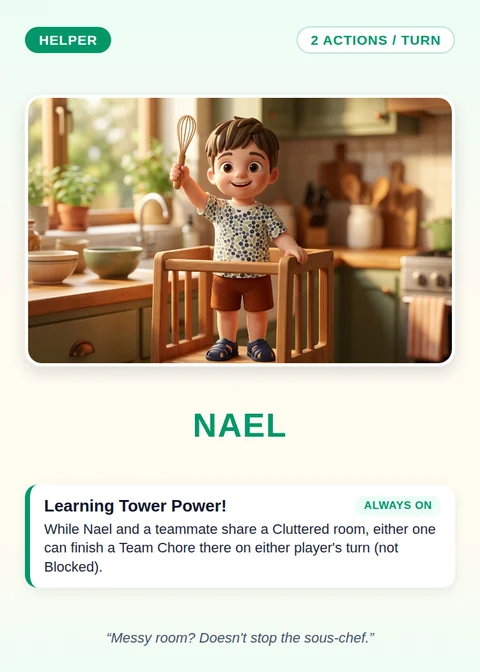 HELPER
2 ACTIONS / TURN
NAEL
Learning Tower Power!
ALWAYS ON
While Nael and a teammate share a Cluttered room, either one
can finish a Team Chore there on either player's turn (not
Blocked).
“Messy room? Doesn't stop the sous-chef.”